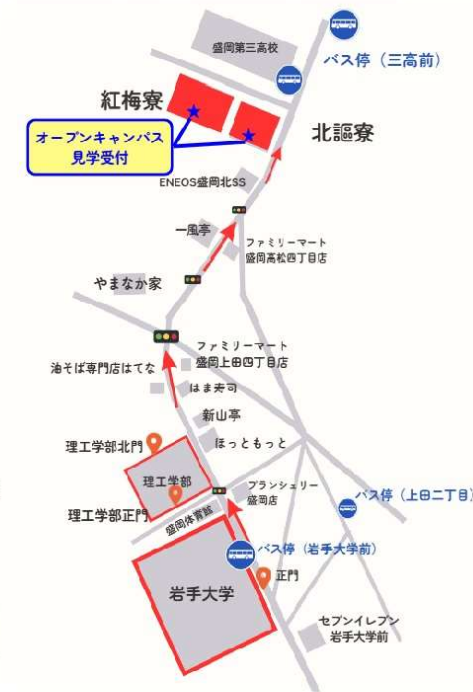 盛岡第三高校
バス停（三高前）
紅梅寮
北謳寮
オープンキャンパス
見学受付
ENEOS盛岡北SS
一風亭
ファミリーマート
盛岡高松四丁目店
やまなか家
ファミリーマート
盛岡上田四丁目店
油そば専門店はてな
はま寿司
新山亭
ほっともっと
理工学部北門
理工学部
理工学部正門
ブランシェリー
盛岡店
盛岡体育館
バス停（上田二丁目）
バス停（岩手大学前）
正門
岩手大学
セブンイレブン
岩手大学前